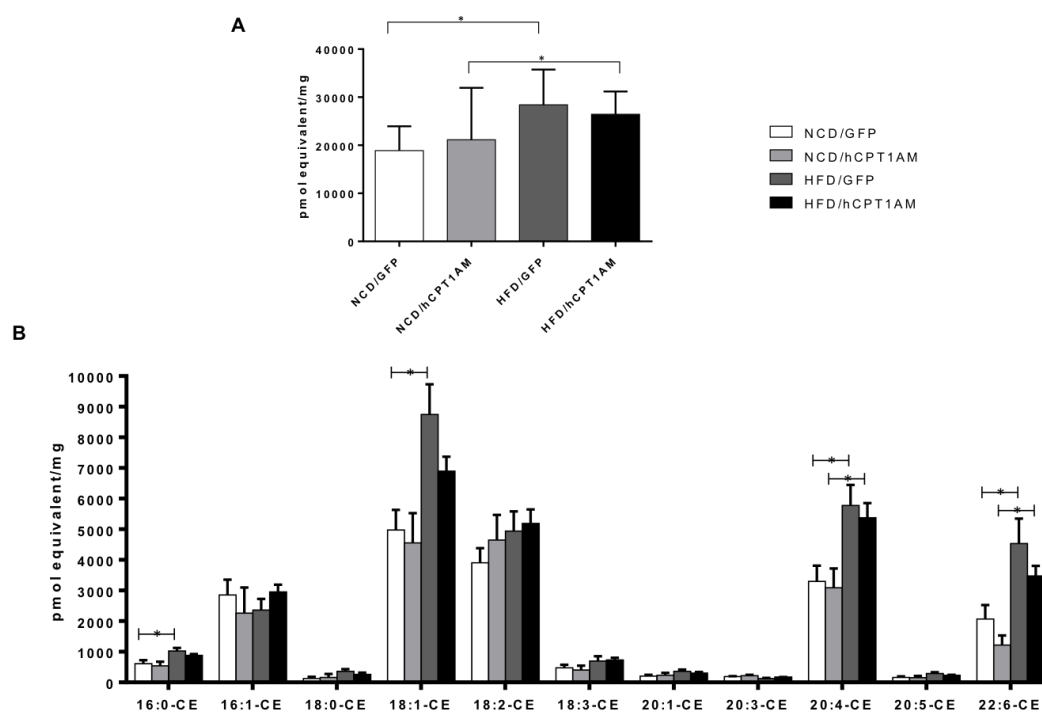 A
*
*
40000
30000
20000
10000
0
pmol equivalent/mg
NCD/GFP
NCD/hCPT1AM
HFD/GFP
HFD/hCPT1AM
NCD/GFP
NCD/hCPT1AM
HFD/GFP
HFD/hCPT1AM
B
10000
9000
8000
7000
6000
5000
4000
3000
2000
1000
0
pmol equivalent/mg
*
*
*
*
*
*
16:0-CE 16:1-CE 18:0-CE 18:1-CE 18:2-CE 18:3-CE 20:1-CE 20:3-CE 20:4-CE 20:5-CE 22:6-CE